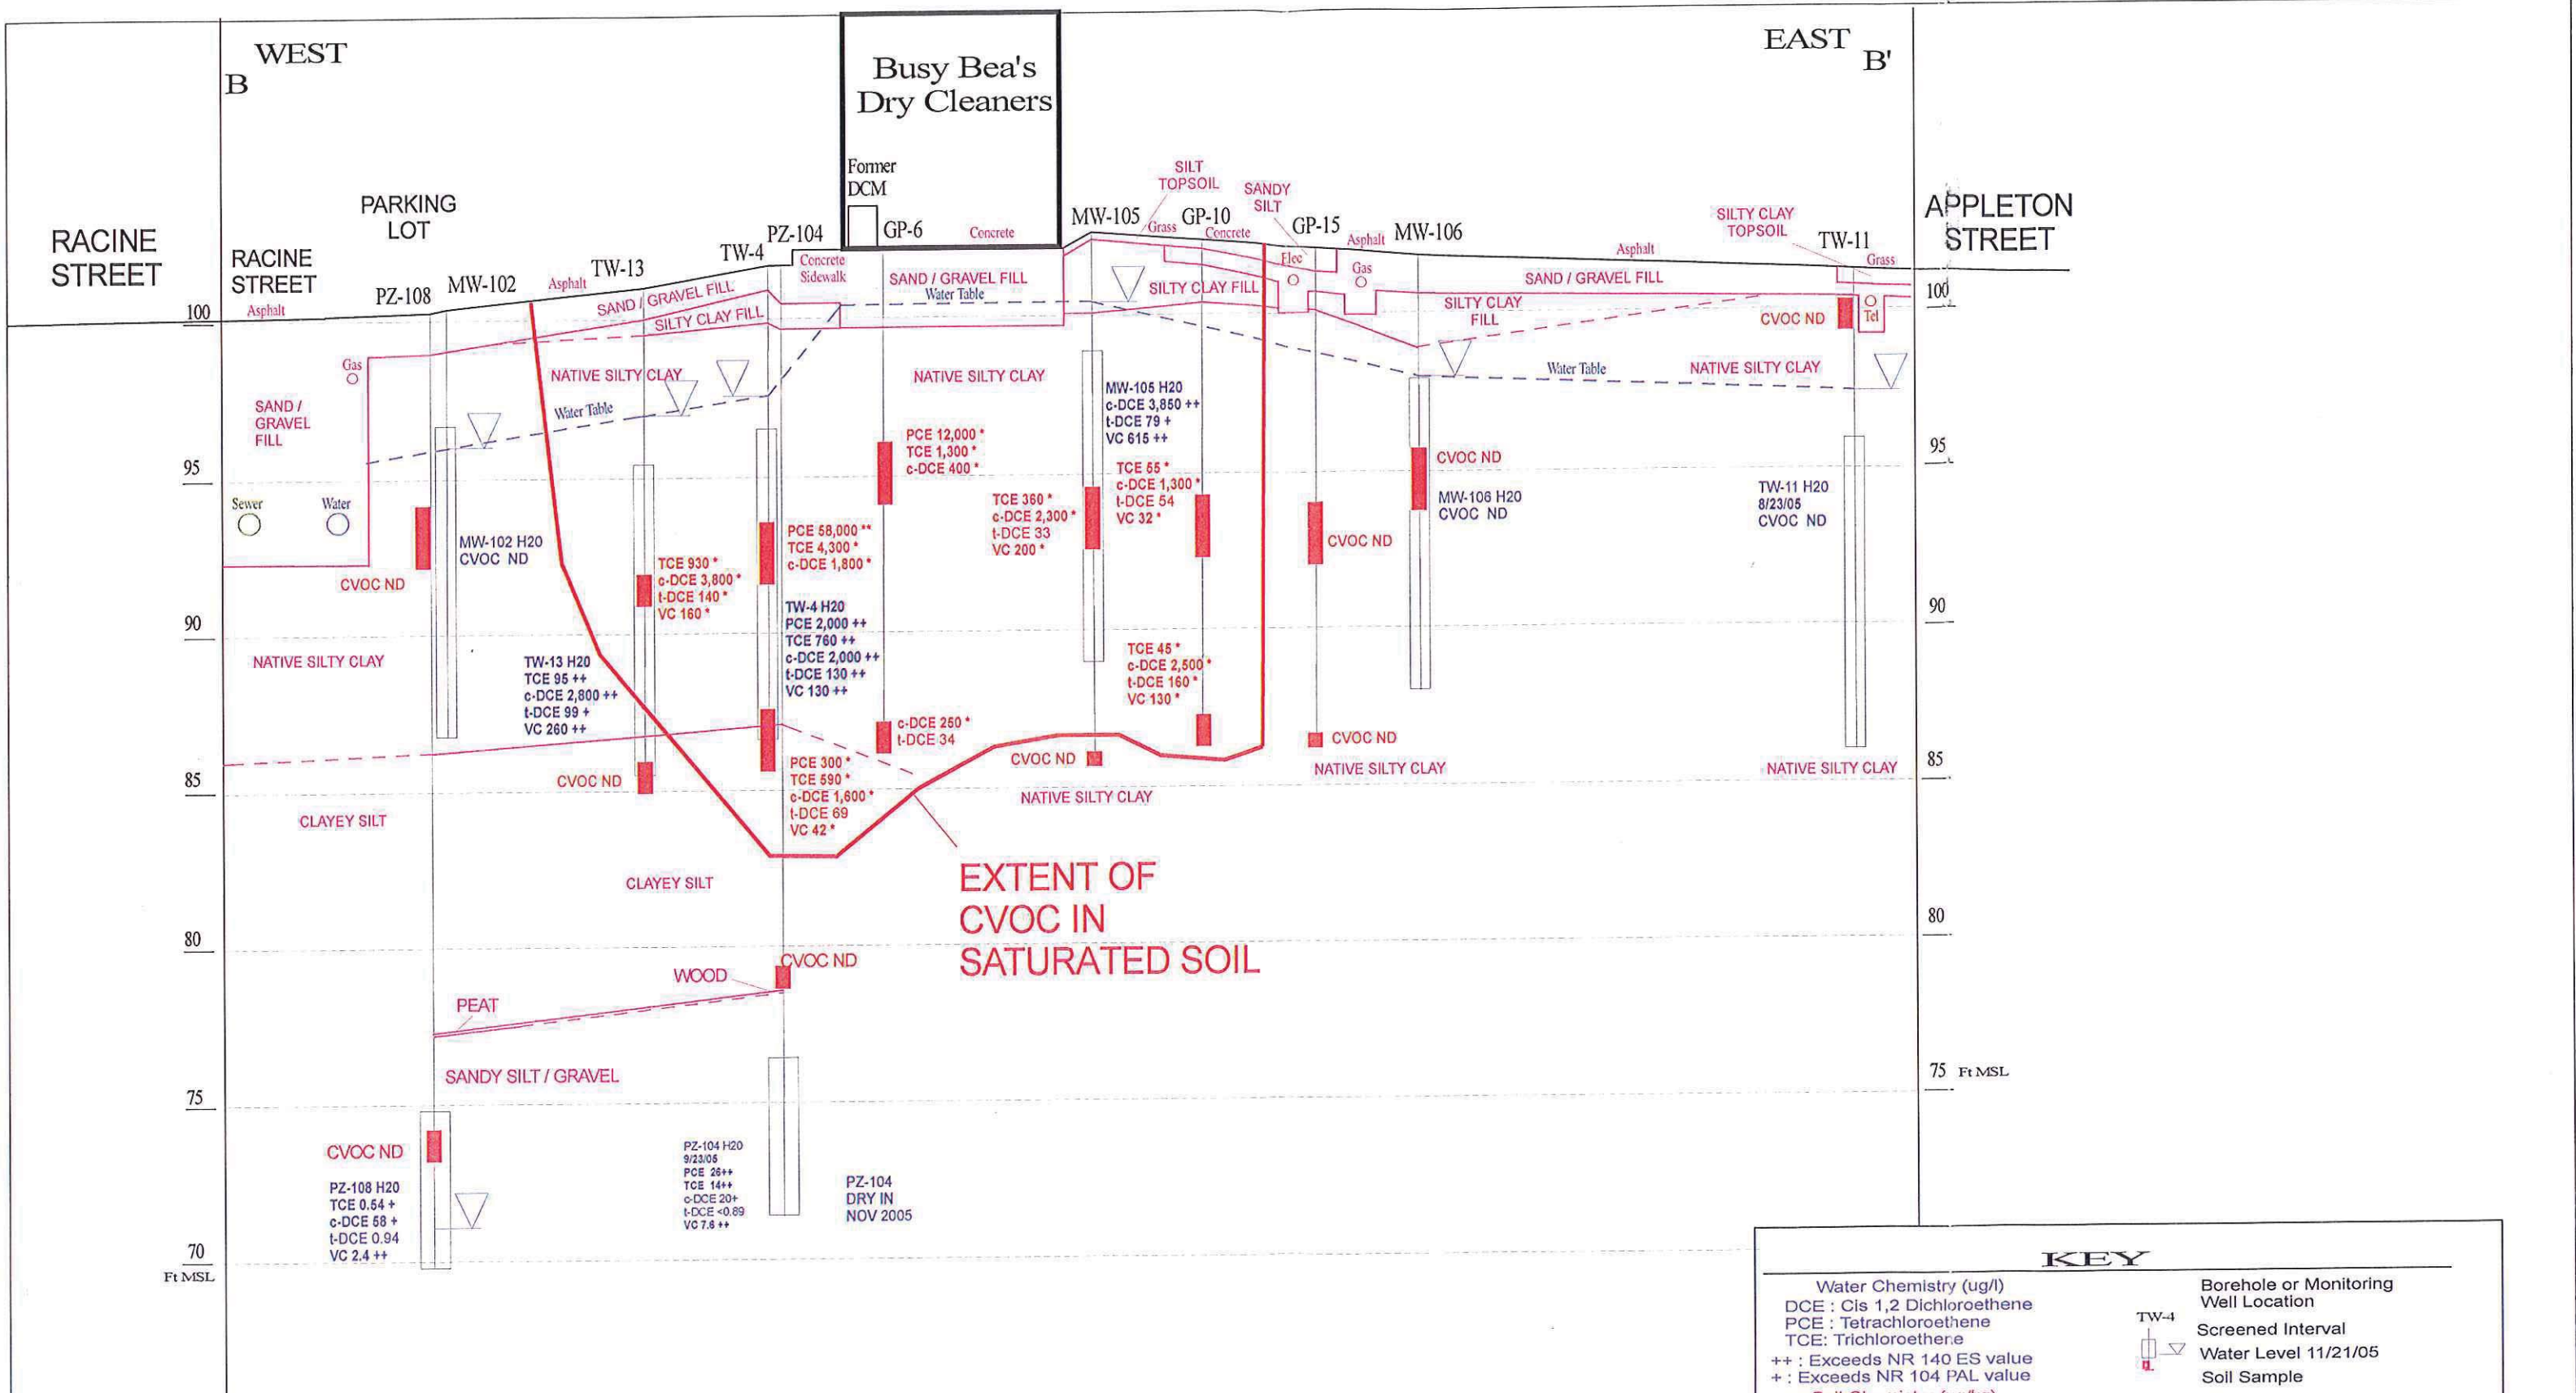 WEST
B
Busy Bea's
Dry Cleaners
Former
DCM
EAST
B'
RACINE
STREET
RACINE
STREET
Asphalt
PARKING
LOT
PZ-108
MW-102
Asphalt
TW-13
TW-4
PZ-104
Concrete
Sidewalk
GP-6
Concrete
MW-105
SILT
TOPSOIL
Grass
GP-10
Concrete
SANDY
SILT
GP-15
Asphalt
MW-106
Asphalt
SILTY CLAY
TOPSOIL
TW-11
Grass
APPLETON
STREET
100
SAND / GRAVEL FILL
SILTY CLAY FILL
SAND / GRAVEL FILL
Water Table
SILTY CLAY FILL
Elec
Gas
SAND / GRAVEL FILL
SILTY CLAY
FILL
CVOC ND
Tel
100
Gas
SAND /
GRAVEL
FILL
NATIVE SILTY CLAY
Water Table
NATIVE SILTY CLAY
Water Table
NATIVE SILTY CLAY
95
Sewer
Water
MW-102 H20
CVOC ND
CVOC ND
PCE 12,000 *
TCE 1,300 *
c-DCE 400 *
MW-105 H20
c-DCE 3,850 ++
t-DCE 79 +
VC 615 ++
TCE 360 *
c-DCE 2,300 *
t-DCE 33
VC 200 *
TCE 55 *
c-DCE 1,300 *
t-DCE 54
VC 32 *
CVOC ND
CVOC ND
MW-106 H20
CVOC ND
TW-11 H20
8/23/05
CVOC ND
95
TCE 930 *
c-DCE 3,800 *
t-DCE 140 *
VC 160 *
PCE 58,000 **
TCE 4,300 *
c-DCE 1,800 *
90
NATIVE SILTY CLAY
TW-13 H20
TCE 95 ++
c-DCE 2,800 ++
t-DCE 99 +
VC 260 ++
TW-4 H20
PCE 2,000 ++
TCE 760 ++
c-DCE 2,000 ++
t-DCE 130 ++
VC 130 ++
TCE 45 *
c-DCE 2,500 *
t-DCE 160 *
VC 130 *
90
c-DCE 250 *
t-DCE 34
CVOC ND
CVOC ND
NATIVE SILTY CLAY
NATIVE SILTY CLAY
85
85
CVOC ND
PCE 300 *
TCE 590 *
c-DCE 1,600 *
t-DCE 69
VC 42 *
NATIVE SILTY CLAY
CLAYEY SILT
CLAYEY SILT
EXTENT OF
CVOC IN
SATURATED SOIL
80
80
CVOC ND
WOOD
PEAT
SANDY SILT / GRAVEL
75
75 Ft MSL
CVOC ND
PZ-108 H20
TCE 0.54 +
c-DCE 58 +
t-DCE 0.94
VC 2.4 ++
PZ-104 H20
9/23/05
PCE 26++
TCE 14++
c-DCE 20+
t-DCE <0.89
VC 7.6 ++
PZ-104
DRY IN
NOV 2005
70
Ft MSL
KEY
Water Chemistry (ug/l)
DCE : Cis 1,2 Dichloroethene
PCE : Tetrachloroethene
TCE: Trichloroethene
++ : Exceeds NR 140 ES value
+ : Exceeds NR 104 PAL value
Borehole or Monitoring
Well Location
TW-4
Screened Interval
Water Level 11/21/05
Soil Sample